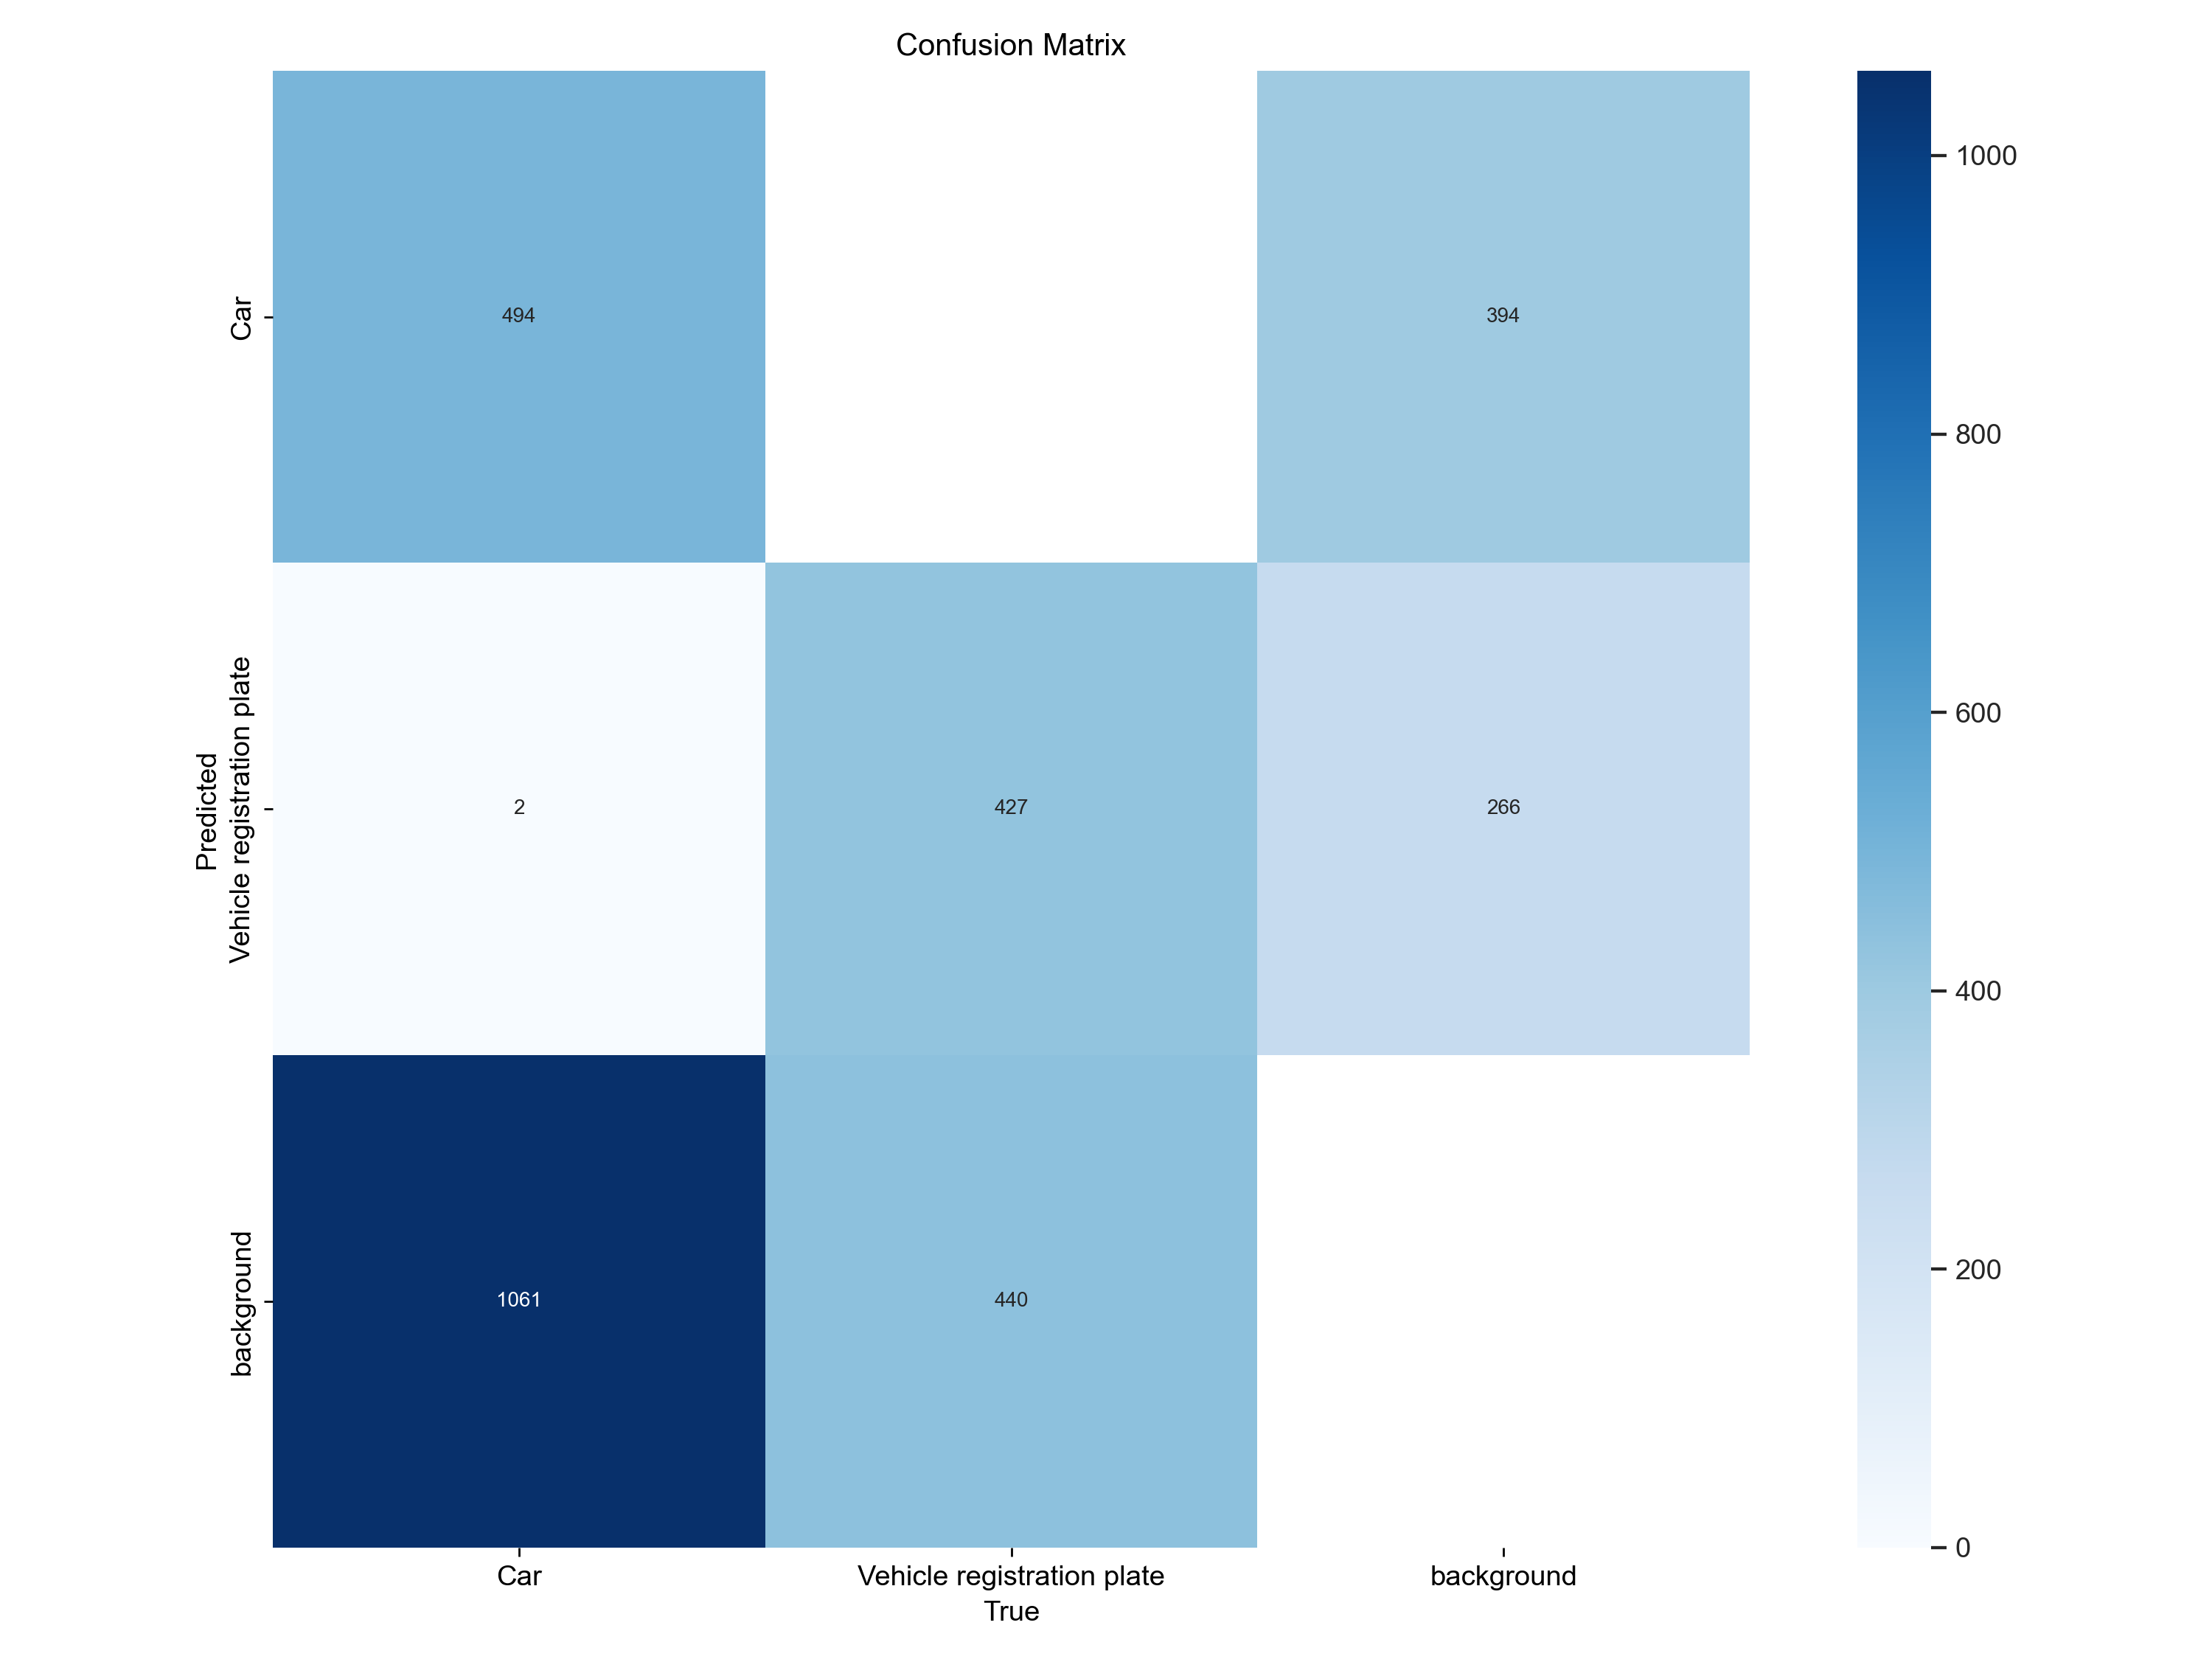 Confusion Matrix
Predicted
Car
494
394
Vehicle registration plate
2
427
266
background
1061
440
Car
Vehicle registration plate
background
True
1000
800
600
400
200
0